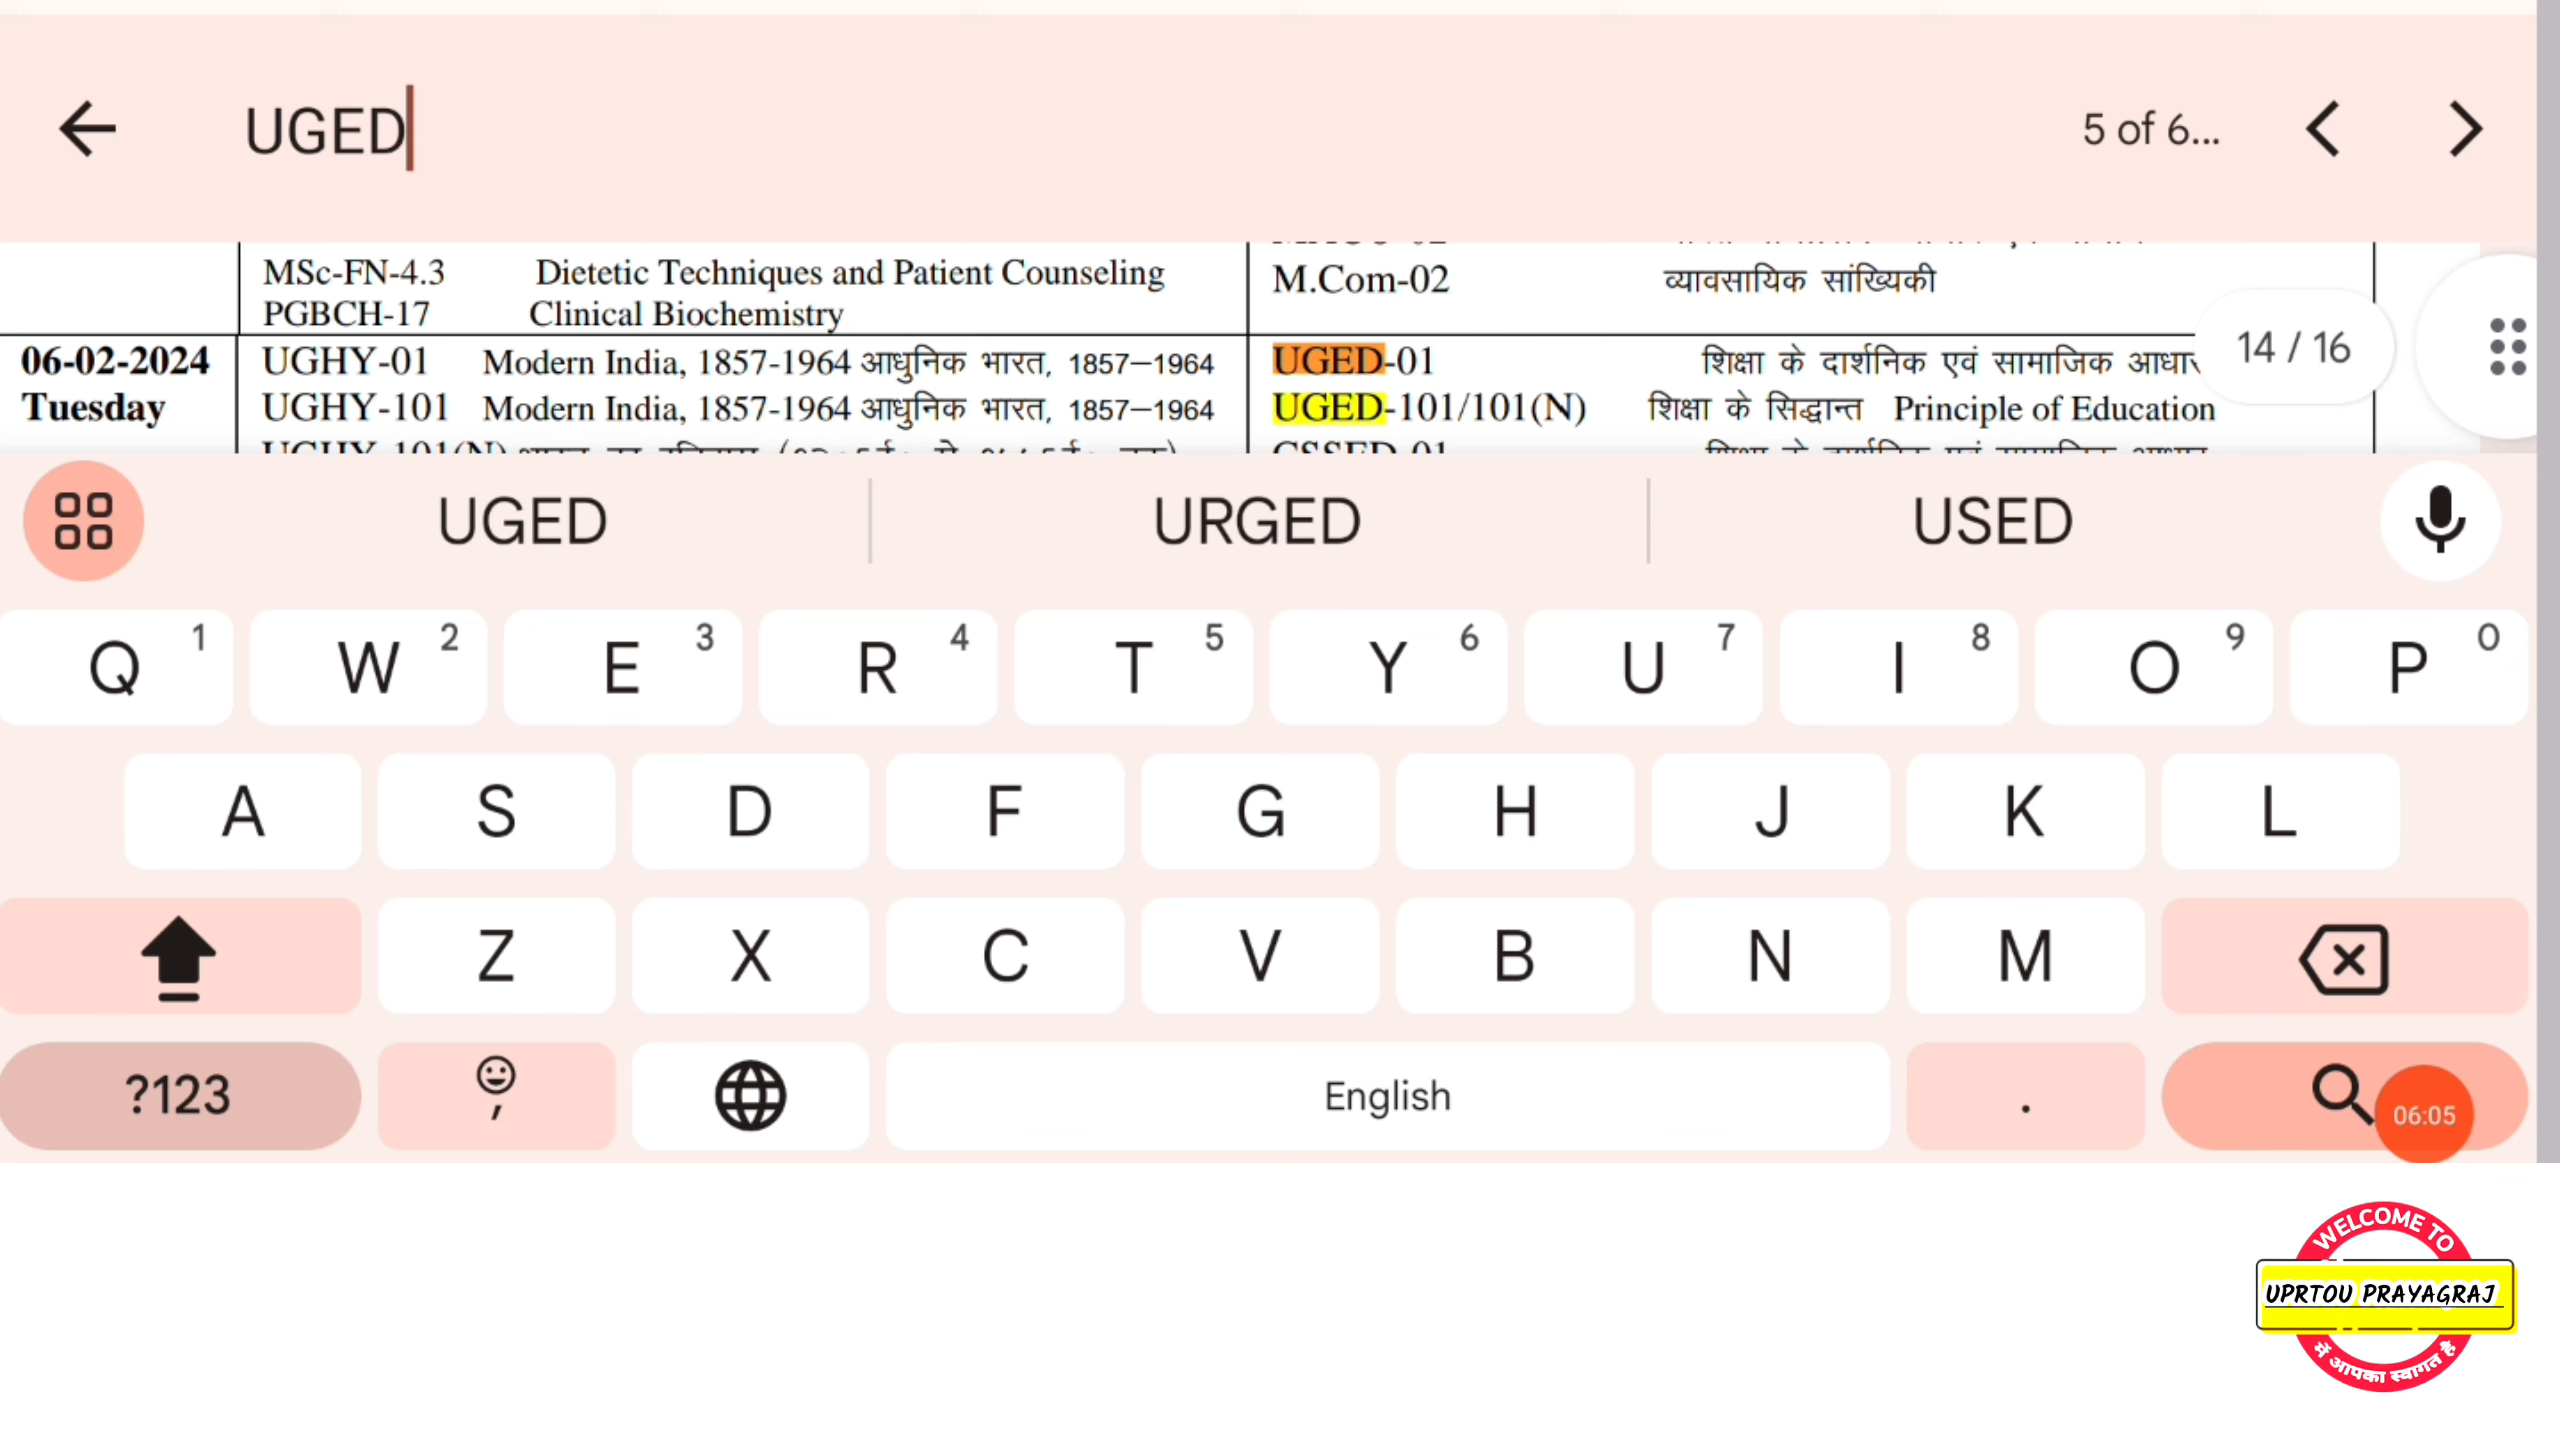 UGED
5 of 6...
MSc-FN-4.3 Dietetic Techniques and Patient Counseling
M.Com-02 व्यावसायिक सांख्यिकी
PGBCH-17 Clinical Biochemistry
14 / 16
06-02-2024 UGHY-01 Modern India, 1857-1964 आधुनिक भारत, 1857–1964 UGED-01 शिक्षा के दार्शनिक एवं सामाजिक
Tuesday UGHY-101 Modern India, 1857-1964 आधुनिक भारत, 1857–1964 UGED-101/101(N) शिक्षा के सिद्धान्त Principle of Education
UGED URGED USED
Q 1 W 2 E 3 R 4 T 5 Y 6 U 7 I 8 O 9 P 0
A S D F G H J K L
Z X C V B N M
?123 , English .
06:05
WELCOME TO
UPRTOU PRAYAGRAJ
में आपका स्वागत है